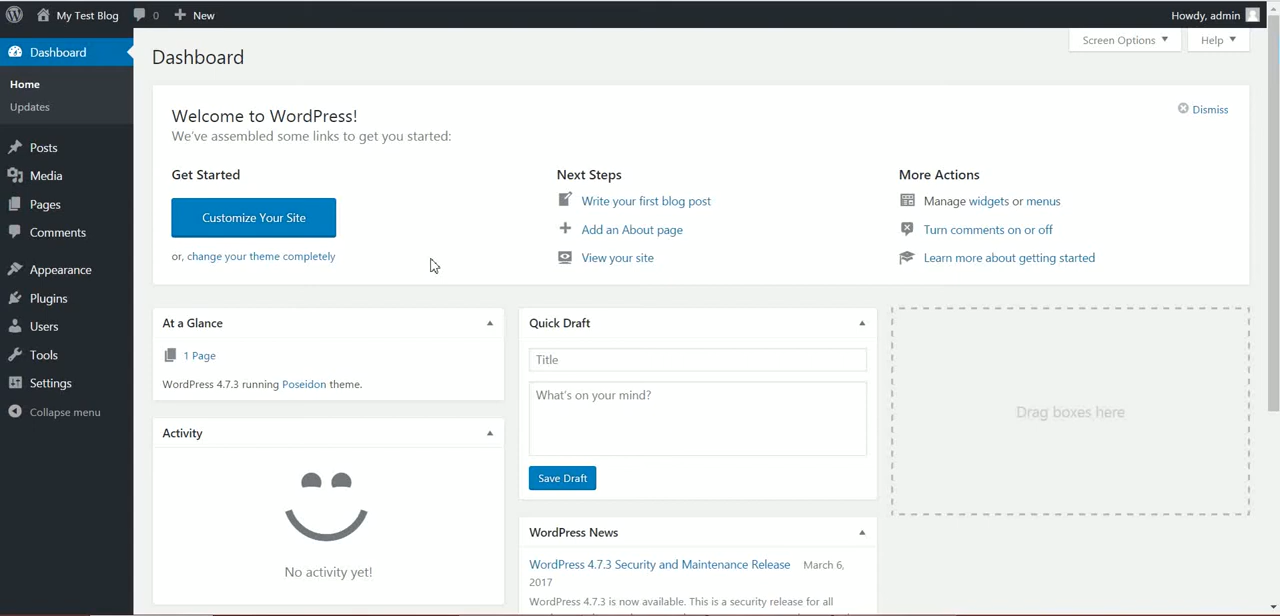 My Test Blog 0 New Howdy, admin
Dashboard
Home
Updates
Posts
Media
Pages
Comments
Appearance
Plugins
Users
Tools
Settings
Collapse menu
Screen Options Help
Dashboard
Welcome to WordPress!
We've assembled some links to get you started:
Dismiss
Get Started
Customize Your Site
or, change your theme completely
Next Steps
Write your first blog post
Add an About page
View your site
More Actions
Manage widgets or menus
Turn comments on or off
Learn more about getting started
At a Glance
1 Page
WordPress 4.7.3 running Poseidon theme.
Activity
No activity yet!
Quick Draft
Title
What's on your mind?
Save Draft
WordPress News
WordPress 4.7.3 Security and Maintenance Release March 6,
2017
WordPress 4.7.3 is now available. This is a security release for all
Drag boxes here